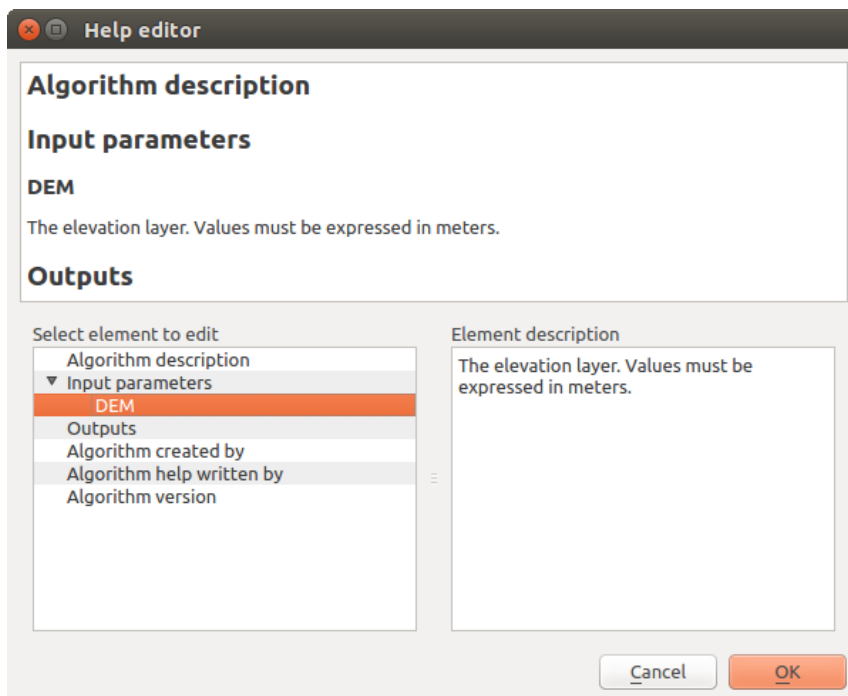 Help editor
Algorithm description
Input parameters
DEM
The elevation layer. Values must be expressed in meters.
Outputs
Select element to edit
Algorithm description
Input parameters
DEM
Outputs
Algorithm created by
Algorithm help written by
Algorithm version
Element description
The elevation layer. Values must be
expressed in meters.
Cancel
OK